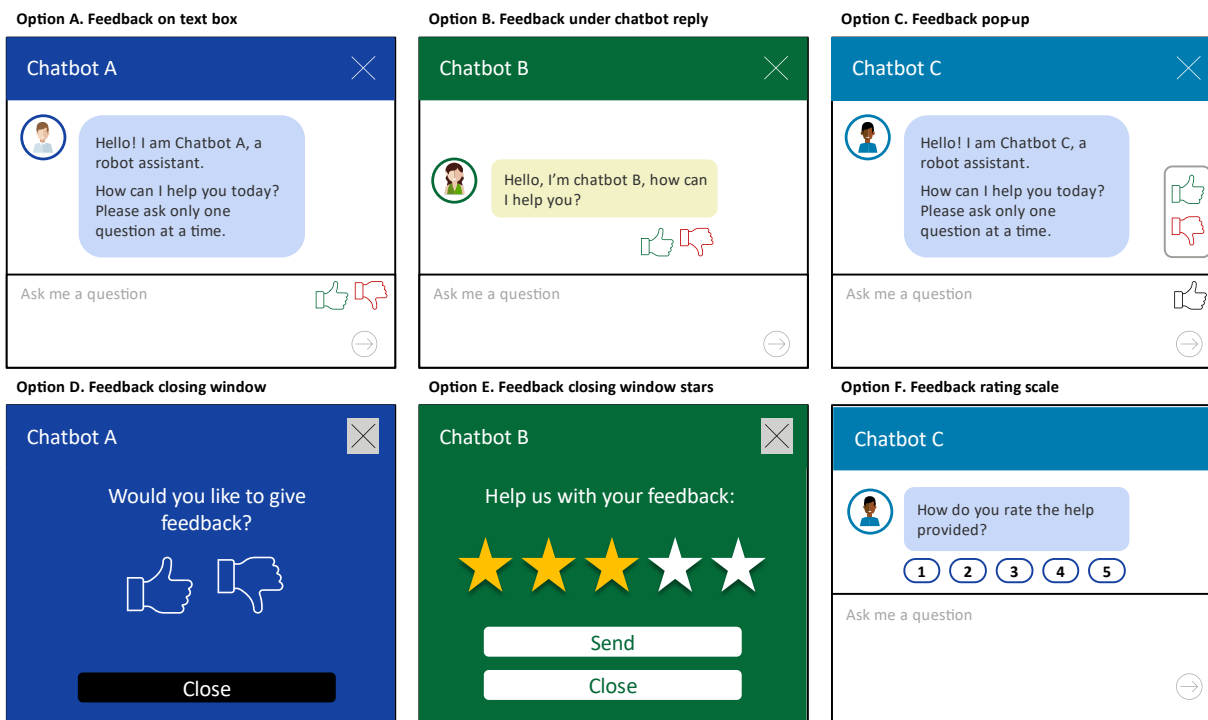 Option A. Feedback on text box
Chatbot A
Hello! I am Chatbot A, a
robot assistant.
How can I help you today?
Please ask only one
question at a time.
Ask me a question
Option B. Feedback under chatbot reply
Chatbot B
Hello, I'm chatbot B, how can
I help you?
Ask me a question
Option C. Feedback pop-up
Chatbot C
Hello! I am Chatbot C, a
robot assistant.
How can I help you today?
Please ask only one
question at a time.
Ask me a question
Option D. Feedback closing window
Chatbot A
Would you like to give
feedback?
Close
Option E. Feedback closing window stars
Chatbot B
Help us with your feedback:
Send
Close
Option F. Feedback rating scale
Chatbot C
How do you rate the help
provided?
1 2 3 4 5
Ask me a question